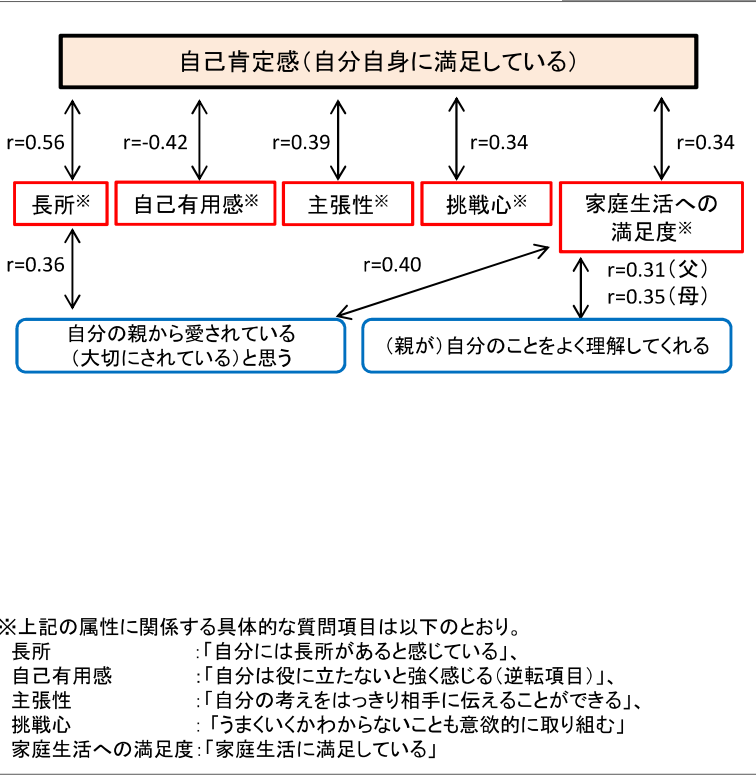 自己肯定感（自分自身に満足している）
r=0.56
r=-0.42
r=0.39
r=0.34
r=0.34
長所※
自己有用感※
主張性※
挑戦心※
家庭生活への
満足度※
r=0.36
r=0.40
r=0.31（父）
r=0.35（母）
自分の親から愛されている
（大切にされている）と思う
（親が）自分のことをよく理解してくれる
※上記の属性に関係する具体的な質問項目は以下のとおり。
長所　　　　　　　　：「自分には長所があると感じている」、
自己有用感　　　　　：「自分は役に立たないと強く感じる（逆転項目）」、
主張性　　　　　　　：「自分の考えをはっきり相手に伝えることができる」、
挑戦心　　　　　　　：「うまくいくかわからないことも意欲的に取り組む」
家庭生活への満足度：「家庭生活に満足している」